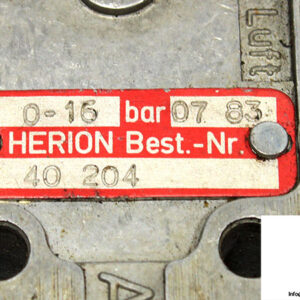 Luft
0-16 bar 07 83
HERION Best.-Nr.
40 204
A